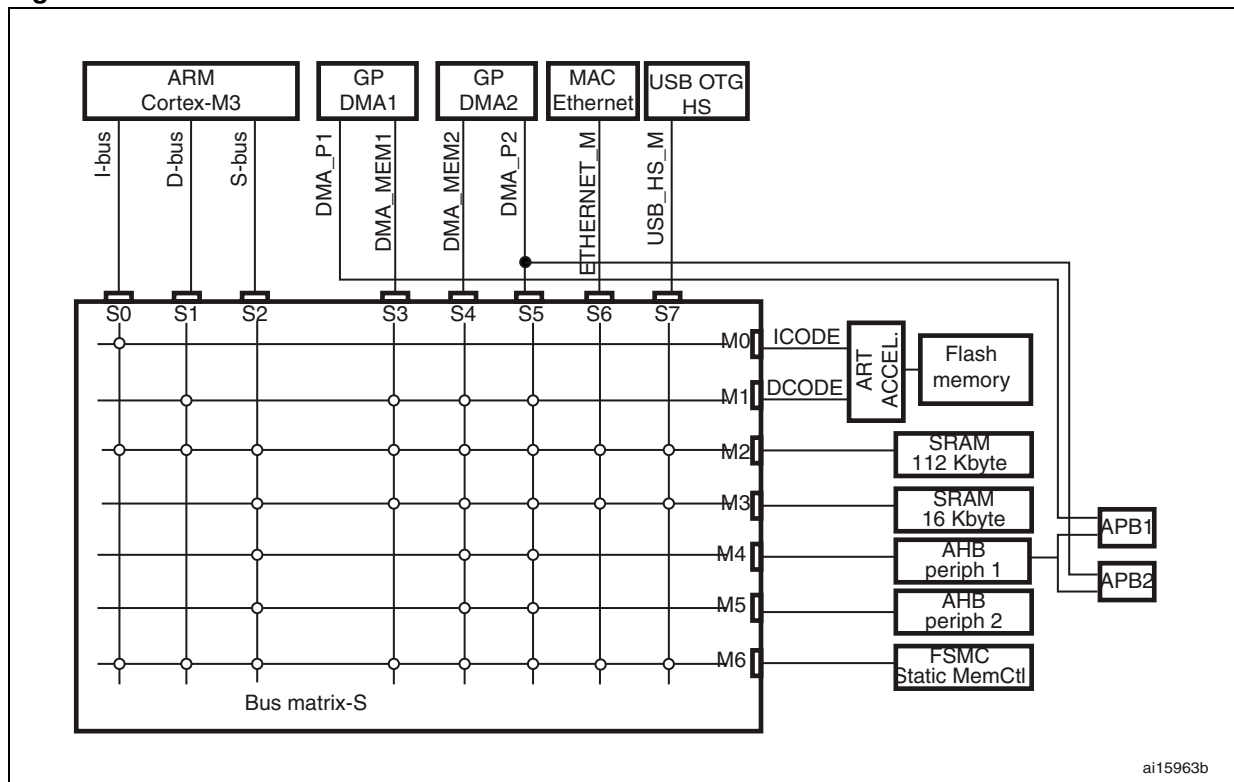 ARM
Cortex-M3
GP
DMA1
GP
DMA2
MAC
Ethernet
USB OTG
HS
I-bus
D-bus
S-bus
DMA_P1
DMA_MEM1
DMA_MEM2
DMA_P2
ETHERNET_M
USB_HS_M
S0
S1
S2
S3
S4
S5
S6
S7
M0
ICODE
ART
ACCEL.
Flash
memory
M1
DCODE
M2
SRAM
112 Kbyte
M3
SRAM
16 Kbyte
APB1
M4
AHB
periph 1
APB2
M5
AHB
periph 2
M6
FSMC
Static MemCtl
Bus matrix-S
ai15963b